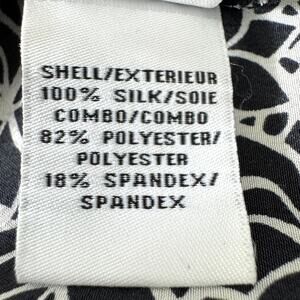 SHELL/EXTERIEUR
100% SILK/SOIE
COMBO/COMBO
82% POLYESTER/
POLYESTER
18% SPANDEX/
SPANDEX